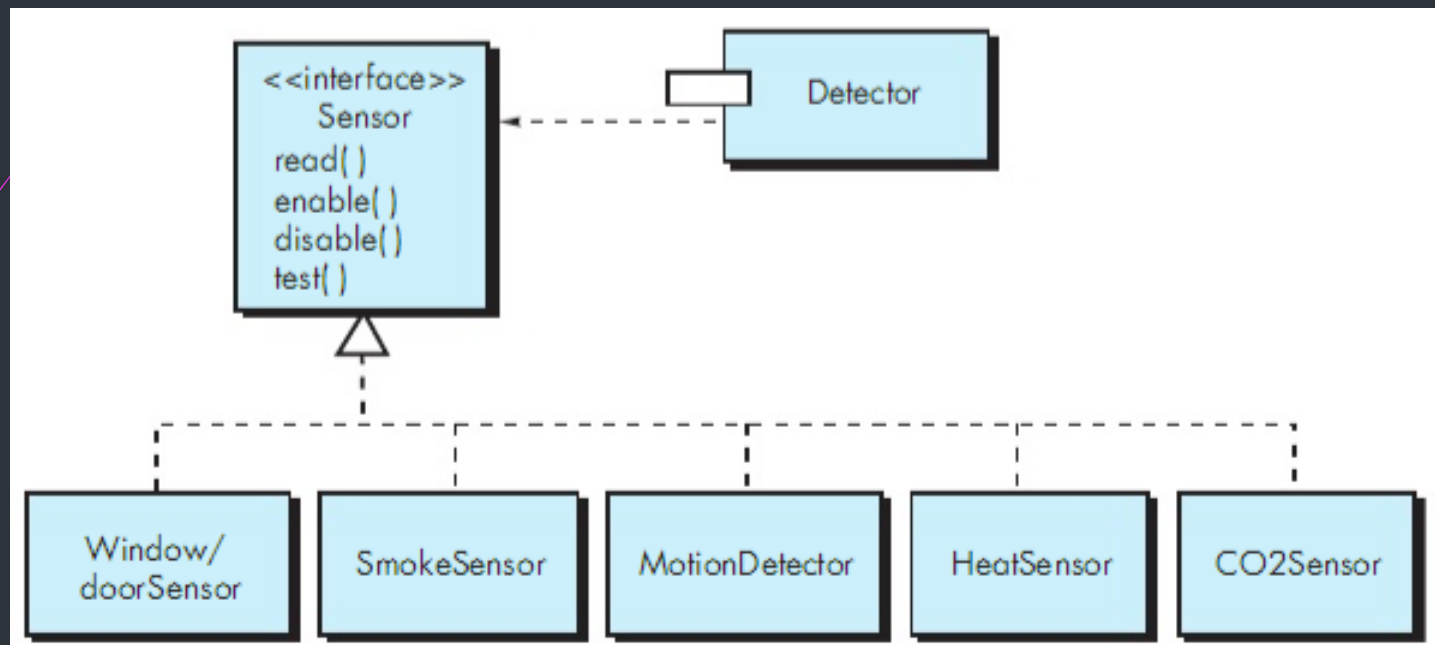 <<interface>>
Sensor
read( )
enable( )
disable( )
test( )
Detector
Window/
doorSensor
SmokeSensor
MotionDetector
HeatSensor
CO2Sensor